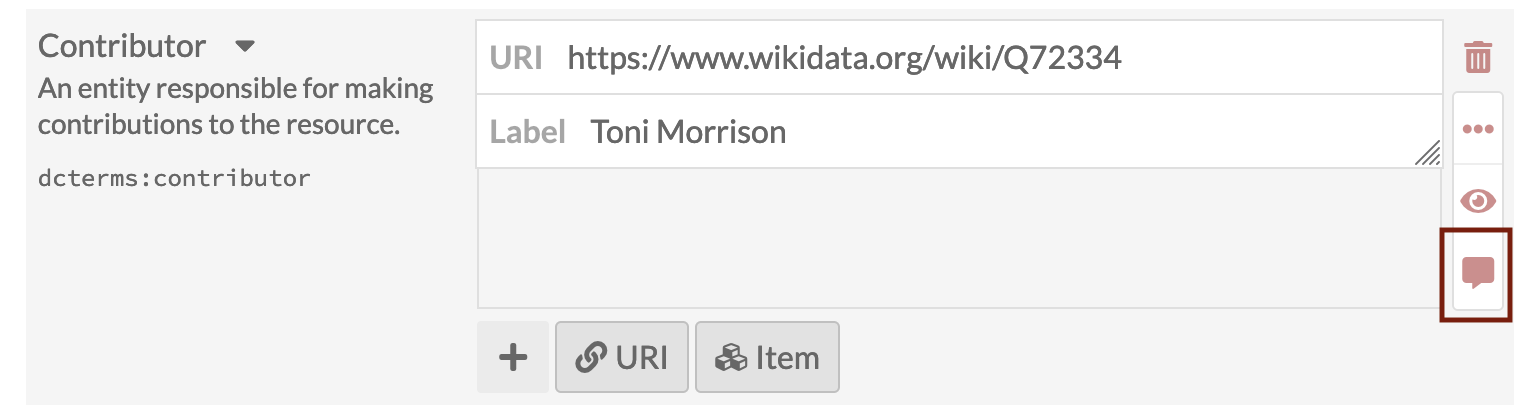 Contributor
An entity responsible for making
contributions to the resource.
dcterms:contributor
URI https://www.wikidata.org/wiki/Q72334
Label Toni Morrison
URI
Item